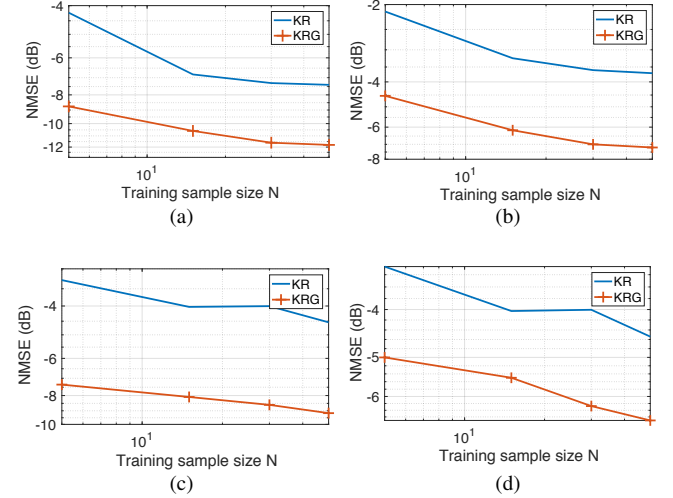 -4
-8
-10
-12
NMSE (dB)
KR
KRG
10^1
Training sample size N
(a)
-2
-4
-6
-8
NMSE (dB)
KR
KRG
10^1
Training sample size N
(b)
-4
-6
-8
-10
NMSE (dB)
KR
KRG
10^1
Training sample size N
(c)
-4
-5
-6
NMSE (dB)
KR
KRG
10^1
Training sample size N
(d)